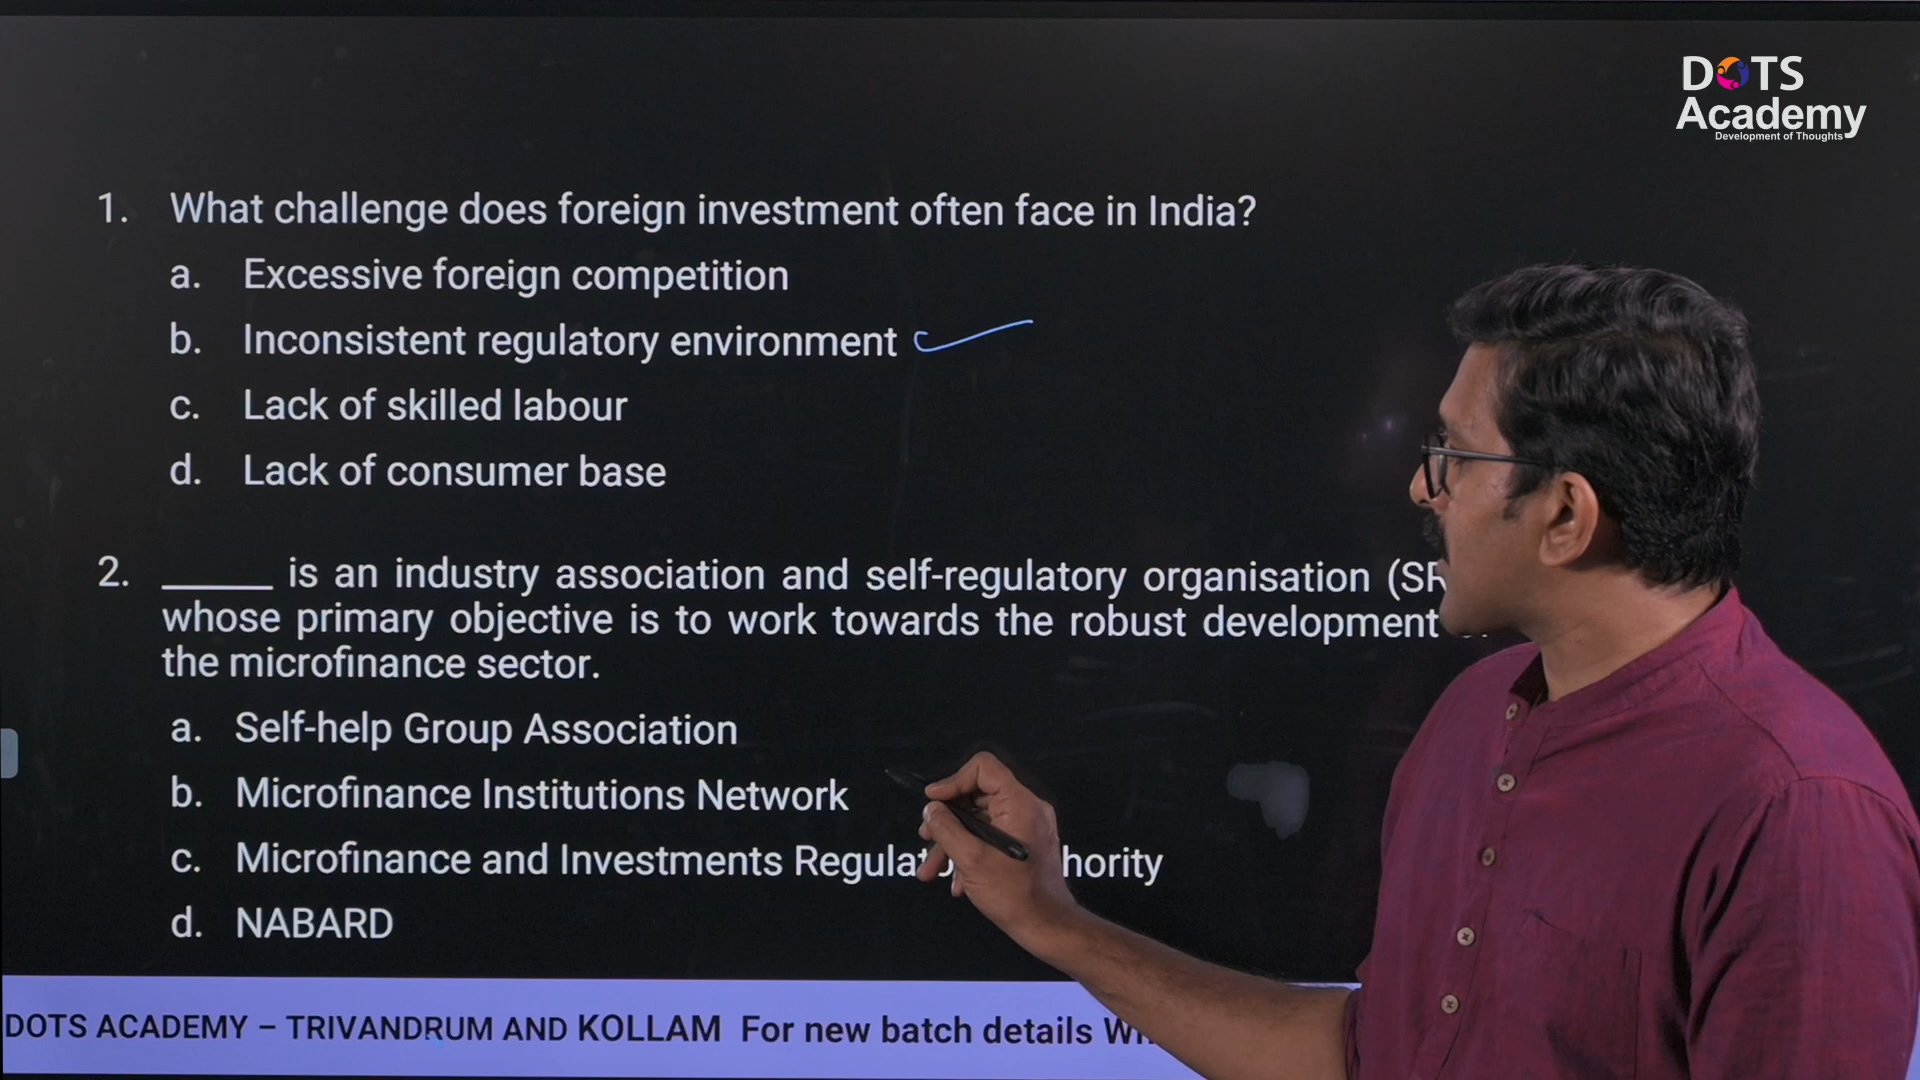 DOTS
Academy
Development of Thoughts
1. What challenge does foreign investment often face in India?
a. Excessive foreign competition
b. Inconsistent regulatory environment
c. Lack of skilled labour
d. Lack of consumer base
2. _____ is an industry association and self-regulatory organisation
whose primary objective is to work towards the robust development
the microfinance sector.
a. Self-help Group Association
b. Microfinance Institutions Network
c. Microfinance and Investments
d. NABARD
DOTS ACADEMY – TRIVANDRUM AND KOLLAM For new batch details